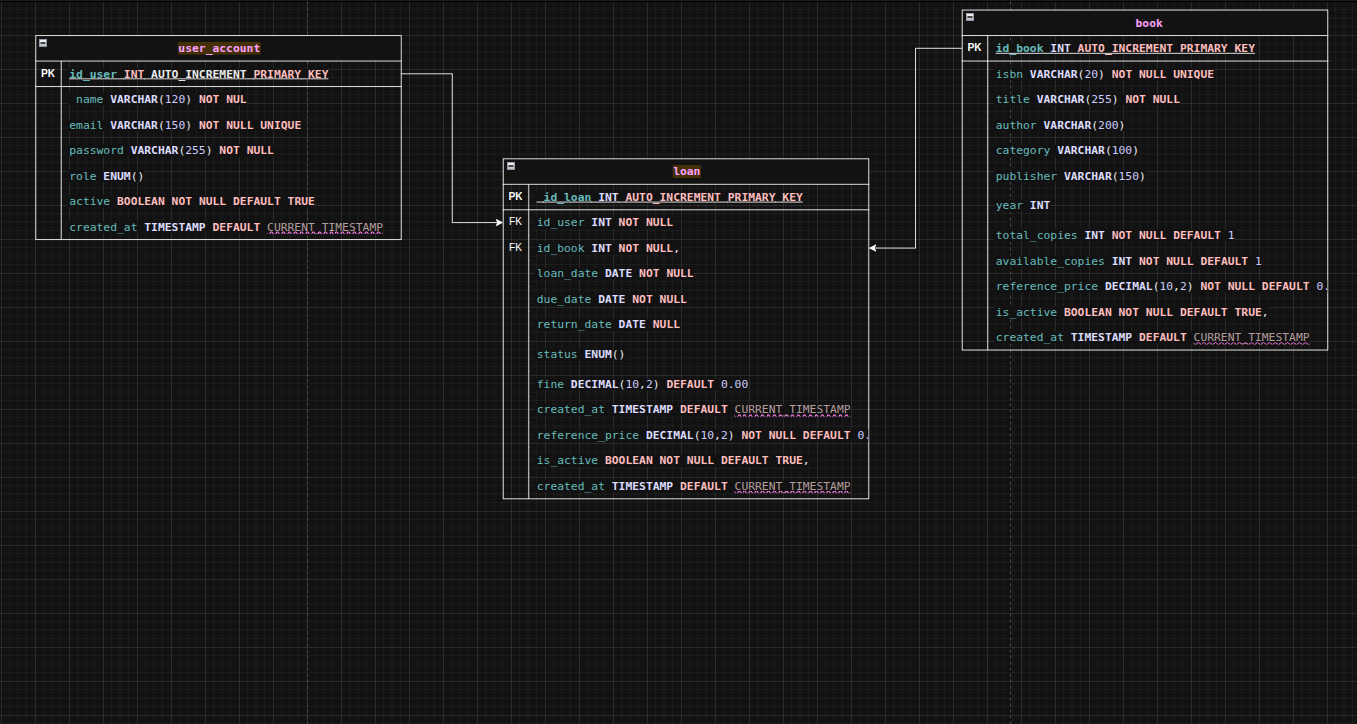 user_account
PK id_user INT AUTO_INCREMENT PRIMARY KEY
name VARCHAR(120) NOT NUL
email VARCHAR(150) NOT NULL UNIQUE
password VARCHAR(255) NOT NULL
role ENUM()
active BOOLEAN NOT NULL DEFAULT TRUE
created_at TIMESTAMP DEFAULT CURRENT_TIMESTAMP
loan
PK id_loan INT AUTO_INCREMENT PRIMARY KEY
FK id_user INT NOT NULL
FK id_book INT NOT NULL,
loan_date DATE NOT NULL
due_date DATE NOT NULL
return_date DATE NULL
status ENUM()
fine DECIMAL(10,2) DEFAULT 0.00
created_at TIMESTAMP DEFAULT CURRENT_TIMESTAMP
reference_price DECIMAL(10,2) NOT NULL DEFAULT 0.
is_active BOOLEAN NOT NULL DEFAULT TRUE,
created_at TIMESTAMP DEFAULT CURRENT_TIMESTAMP
book
PK id_book INT AUTO_INCREMENT PRIMARY KEY
isbn VARCHAR(20) NOT NULL UNIQUE
title VARCHAR(255) NOT NULL
author VARCHAR(200)
category VARCHAR(100)
publisher VARCHAR(150)
year INT
total_copies INT NOT NULL DEFAULT 1
available_copies INT NOT NULL DEFAULT 1
reference_price DECIMAL(10,2) NOT NULL DEFAULT 0.
is_active BOOLEAN NOT NULL DEFAULT TRUE,
created_at TIMESTAMP DEFAULT CURRENT_TIMESTAMP